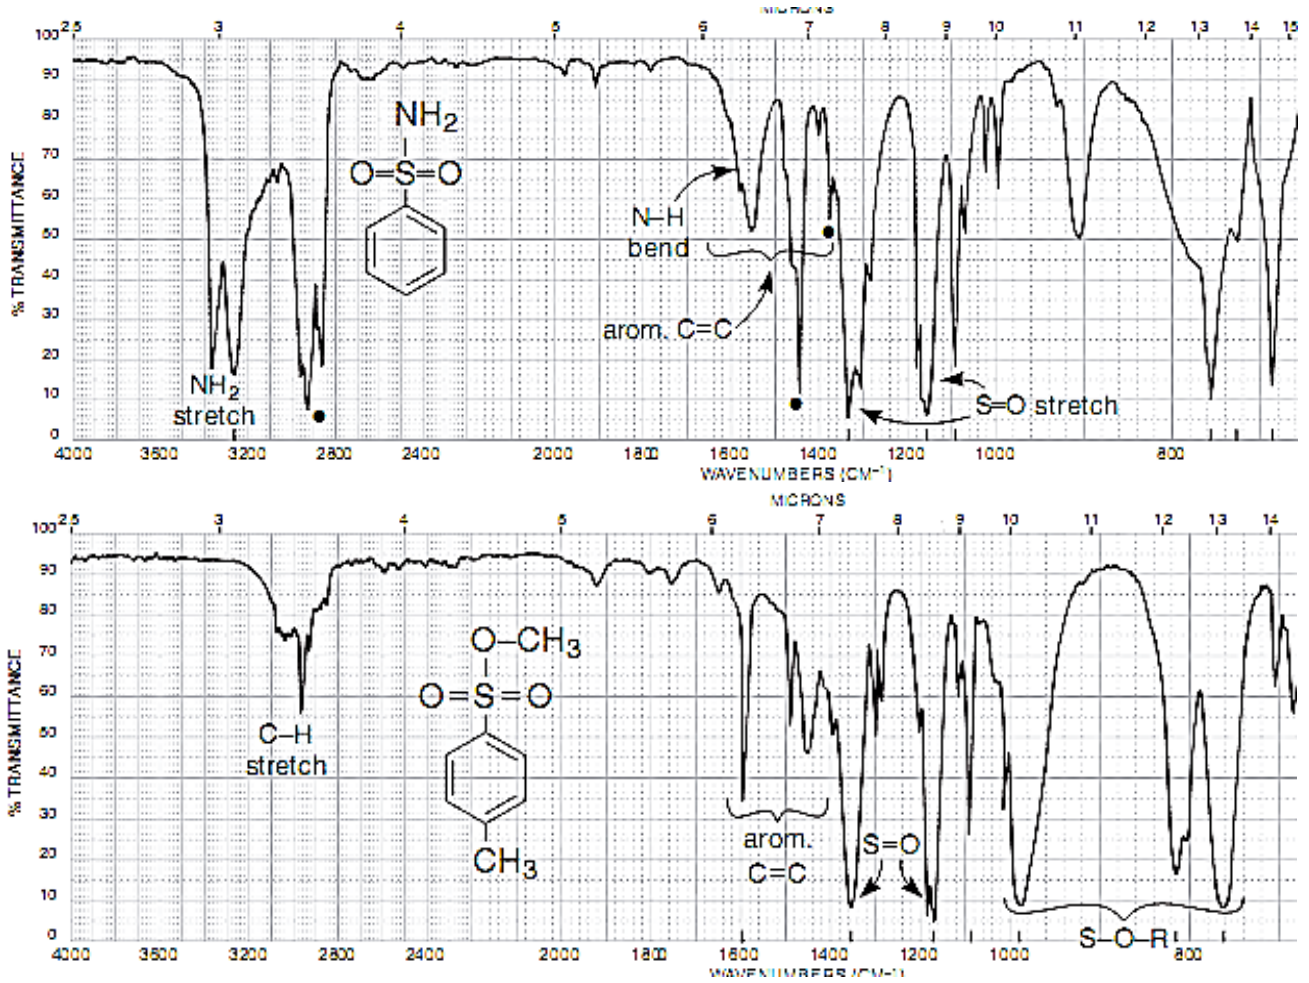 MICRONS
2.5 3 4 5 6 7 8 9 10 11 12 13 14 15
100
90
80
70
60
50
40
30
20
10
0
% TRANSMITTANCE
NH2
O=S=O
N–H
bend
arom. C=C
NH2
stretch
S=O stretch
4000 3600 3200 2800 2400 2000 1800 1600 1400 1200 1000 800
WAVENUMBERS (CM-1)
MICRONS
2.5 3 4 5 6 7 8 9 10 11 12 13 14
100
90
80
70
60
50
40
30
20
10
0
% TRANSMITTANCE
O–CH3
O=S=O
C–H
stretch
CH3
arom.
C=C
S=O
S–O–R
4000 3200 2800 2400 2000 1800 1600 1400 1200 1000 800
WAVENUMBERS (CM-1)